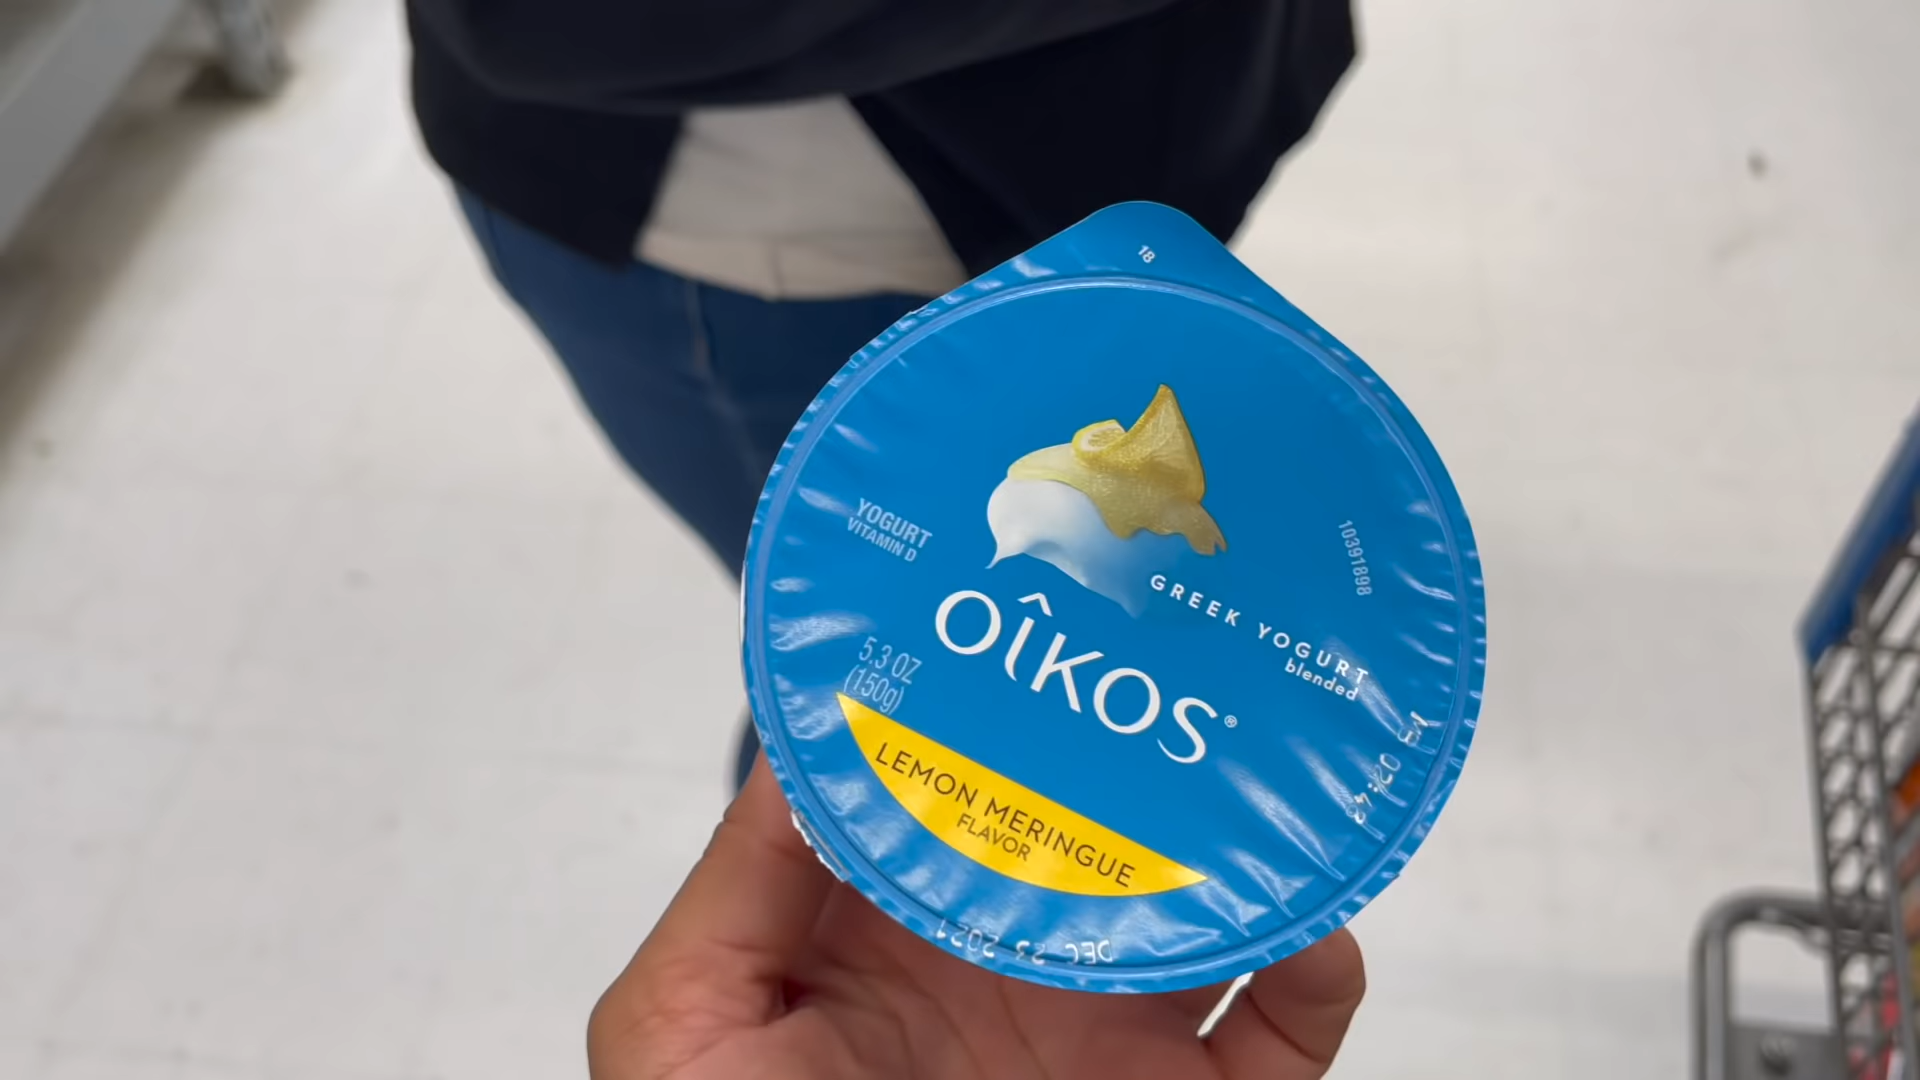 18
YOGURT
VITAMIN D
10391898
GREEK YOGURT
blended
OÎKOS®
5.3 OZ
(150g)
LEMON MERINGUE
FLAVOR
DEC 23 2021